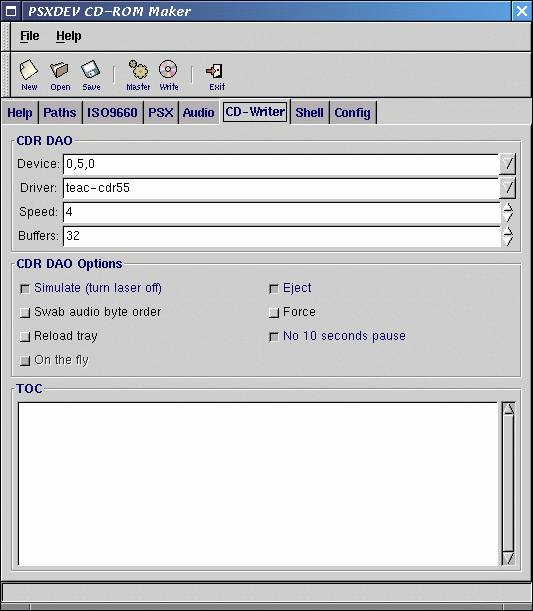 PSXDEV CD-ROM Maker
File Help
New Open Save Master Write Exit
Help Paths ISO9660 PSX Audio CD-Writer Shell Config
CDR DAO
Device: 0,5,0
Driver: teac-cdr55
Speed: 4
Buffers: 32
CDR DAO Options
Simulate (turn laser off) Eject
Swab audio byte order Force
Reload tray No 10 seconds pause
On the fly
TOC